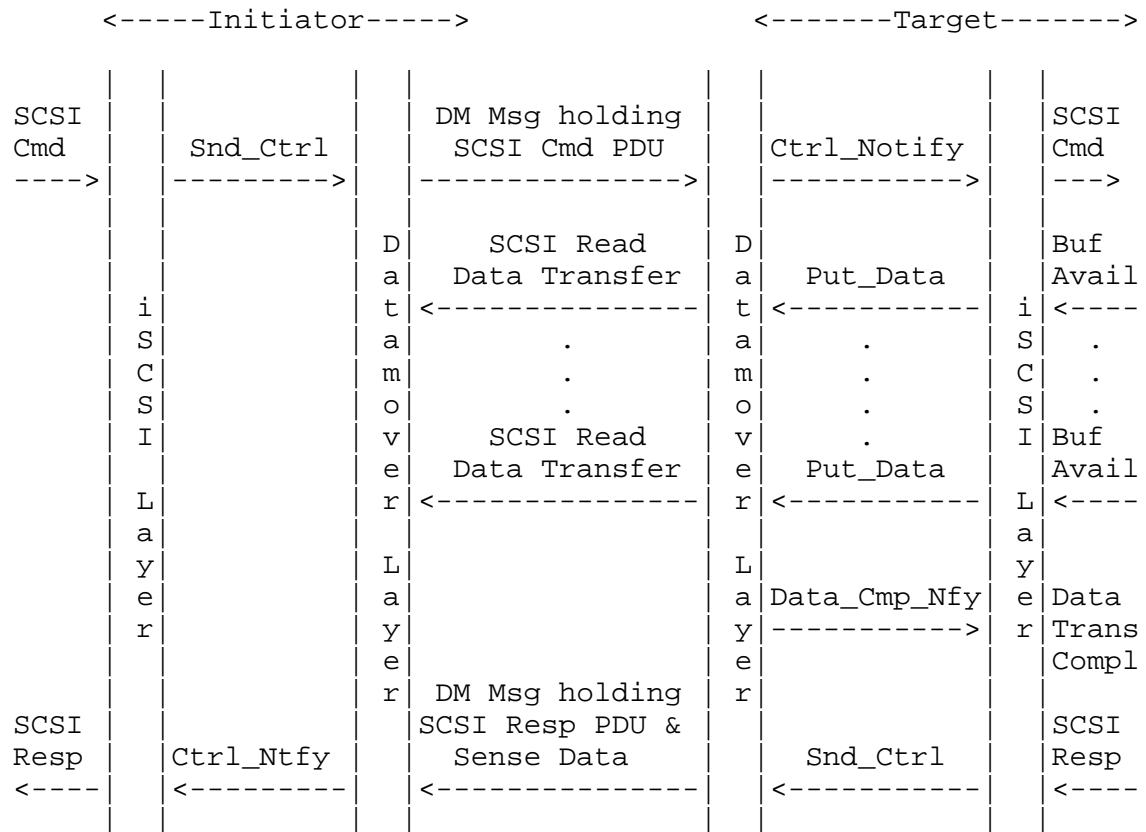 <-----Initiator----->                <-------Target------->
     |  |           |  |                 |  |             |  |
SCSI |  |           |  | DM Msg holding  |  |             |  |SCSI
Cmd  |  | Snd_Ctrl  |  |  SCSI Cmd PDU   |  |Ctrl_Notify  |  |Cmd
---->|  |---------->|  |---------------->|  |------------>|  |--->
     |  |           |  |                 |  |             |  |
     |  |           |D |    SCSI Read    |D |             |  |Buf
     |  |           |a |  Data Transfer  |a |  Put_Data   |  |Avail
     |i |           |t |<----------------|t |<------------|i |<----
     |S |           |a |        .        |a |      .      |S |  .
     |C |           |m |        .        |m |      .      |C |  .
     |S |           |o |        .        |o |      .      |S |  .
     |I |           |v |    SCSI Read    |v |      .      |I |Buf
     |  |           |e |  Data Transfer  |e |  Put_Data   |  |Avail
     |L |           |r |<----------------|r |<------------|L |<----
     |a |           |  |                 |  |             |a |
     |y |           |L |                 |L |             |y |
     |e |           |a |                 |a |Data_Cmp_Nfy |e |Data
     |r |           |y |                 |y |------------>|r |Trans
     |  |           |e |                 |e |             |  |Compl
     |  |           |r | DM Msg holding  |r |             |  |
SCSI |  |           |  |SCSI Resp PDU &  |  |             |  |SCSI
Resp |  |Ctrl_Ntfy  |  |  Sense Data     |  |  Snd_Ctrl   |  |Resp
<----|  |<----------|  |<----------------|  |<------------|  |<----
     |  |           |  |                 |  |             |  |